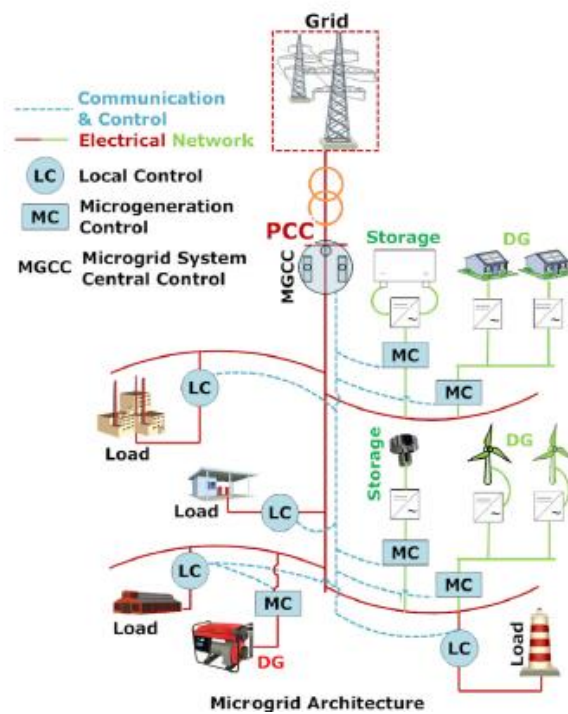 Grid
Communication
& Control
Electrical Network
LC
Local Control
MC
Microgeneration
Control
MGCC
Microgrid System
Central Control
PCC
MGCC
Storage
DG
MC
MC
LC
Load
Storage
DG
Load
LC
MC
MC
LC
MC
Load
DG
LC
Load
Microgrid Architecture